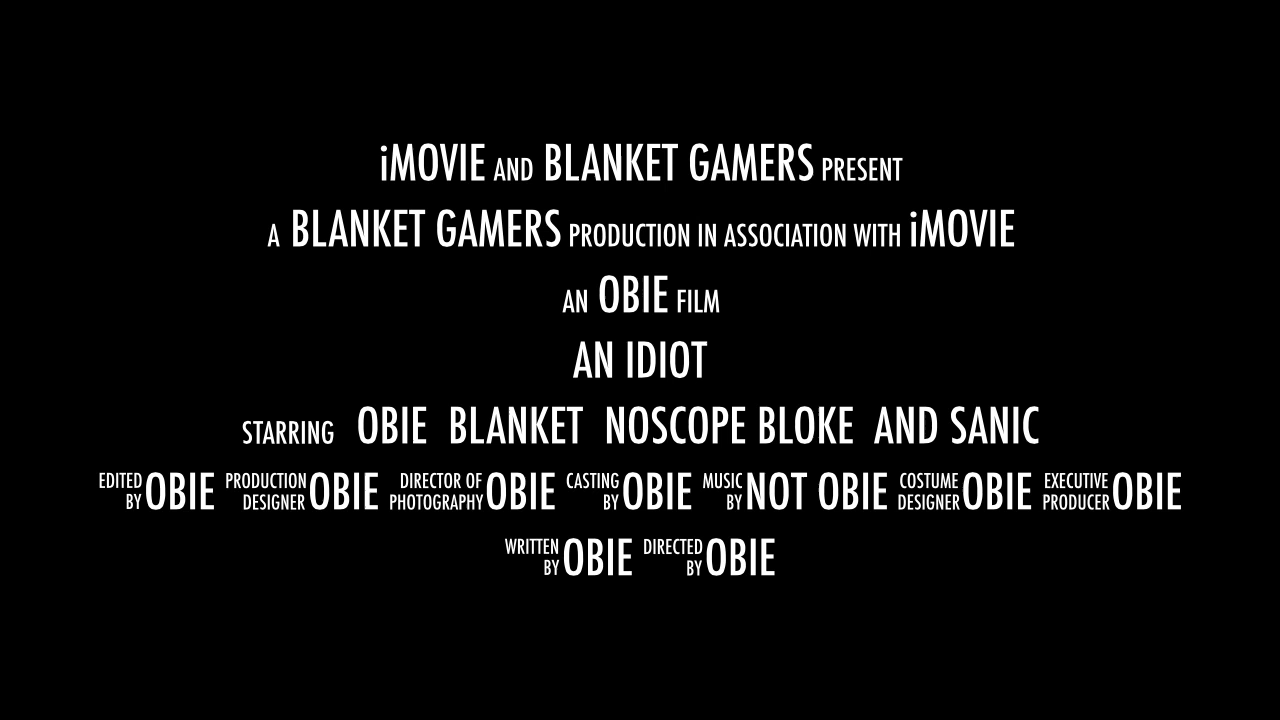 iMOVIE AND BLANKET GAMERS PRESENT
A BLANKET GAMERS PRODUCTION IN ASSOCIATION WITH iMOVIE
AN OBIE FILM
AN IDIOT
STARRING OBIE BLANKET NOSCOPE BLOKE AND SANIC
EDITED BY OBIE PRODUCTION DESIGNER OBIE DIRECTOR OF PHOTOGRAPHY OBIE CASTING BY OBIE MUSIC BY NOT OBIE COSTUME DESIGNER OBIE EXECUTIVE PRODUCER OBIE
WRITTEN BY OBIE DIRECTED BY OBIE